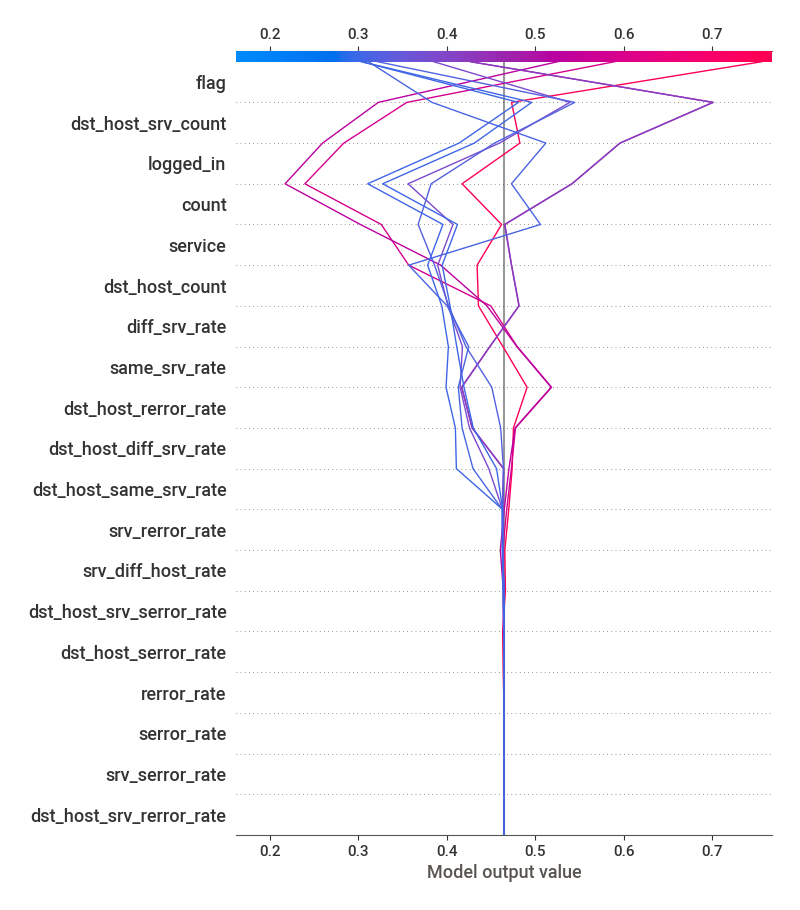 0.2 0.3 0.4 0.5 0.6 0.7
flag
dst_host_srv_count
logged_in
count
service
dst_host_count
diff_srv_rate
same_srv_rate
dst_host_rerror_rate
dst_host_diff_srv_rate
dst_host_same_srv_rate
srv_rerror_rate
srv_diff_host_rate
dst_host_srv_serror_rate
dst_host_serror_rate
rerror_rate
serror_rate
srv_serror_rate
dst_host_srv_rerror_rate
0.2 0.3 0.4 0.5 0.6 0.7
Model output value